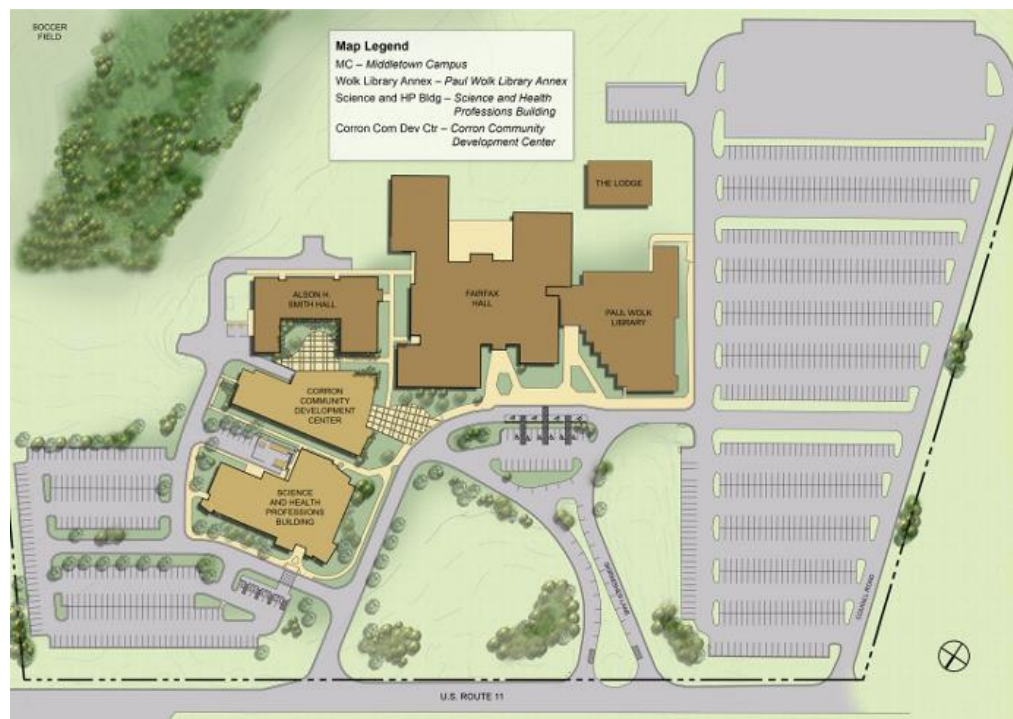 SOCCER
FIELD
Map Legend
MC – Middletown Campus
Wolk Library Annex – Paul Wolk Library Annex
Science and HP Bldg – Science and Health
Professions Building
Corron Com Dev Ctr – Corron Community
Development Center
THE LODGE
ALSON H.
SMITH HALL
FAIRFAX
HALL
PAUL WOLK
LIBRARY
CORRON
COMMUNITY
DEVELOPMENT
CENTER
SCIENCE
AND HEALTH
PROFESSIONS
BUILDING
LANE
ROAD
U.S. ROUTE 11